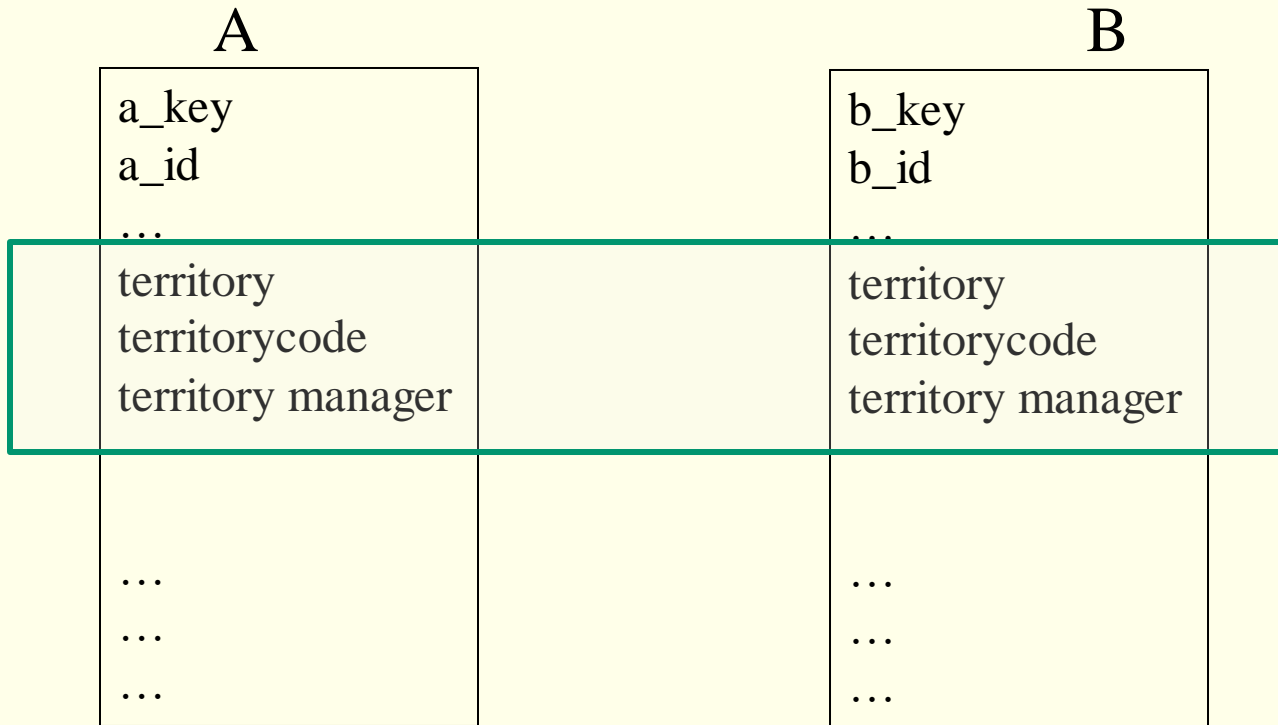 A
a_key
a_id
…
territory
territorycode
territory manager
…
…
…
B
b_key
b_id
…
territory
territorycode
territory manager
…
…
…